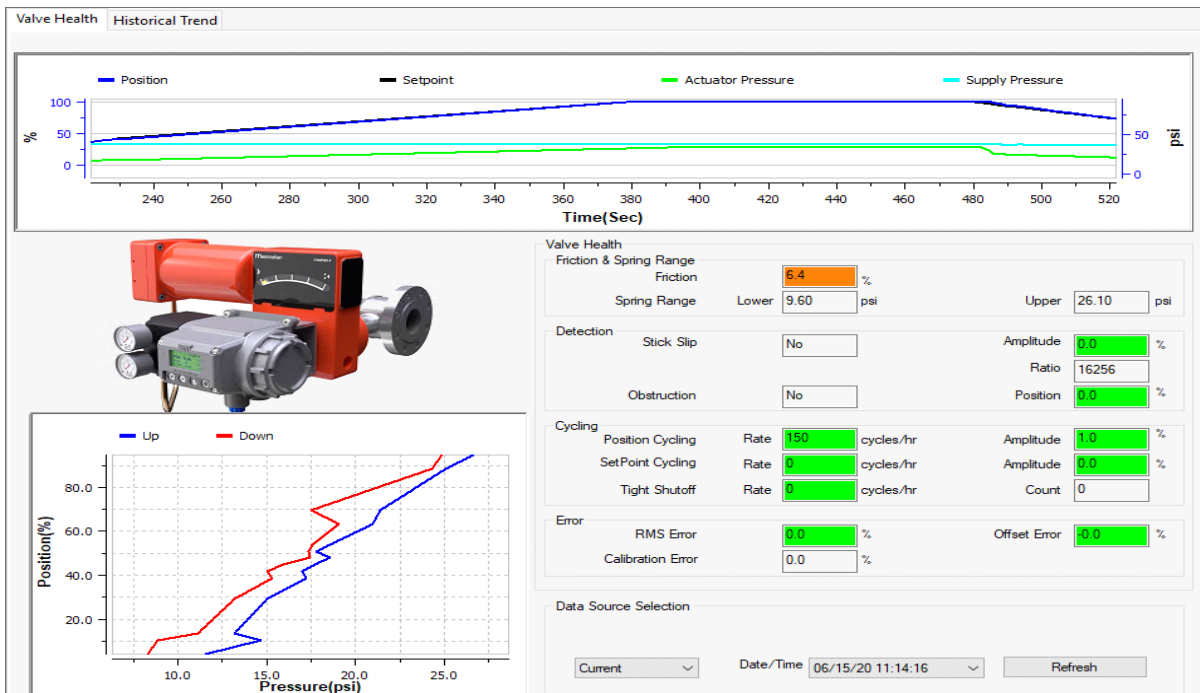 Valve Health Historical Trend
Position Setpoint Actuator Pressure Supply Pressure
100
50
0
%
50
0
psi
240 260 280 300 320 340 360 380 400 420 440 460 480 500 520
Time(Sec)
Masoneilan
Valve Health
Friction & Spring Range
Friction 6.4 %
Spring Range Lower 9.60 psi Upper 26.10 psi
Detection
Stick Slip No Amplitude 0.0 %
Ratio 16256
Obstruction No Position 0.0 %
Cycling
Position Cycling Rate 150 cycles/hr Amplitude 1.0 %
SetPoint Cycling Rate 0 cycles/hr Amplitude 0.0 %
Tight Shutoff Rate 0 cycles/hr Count 0
Error
RMS Error 0.0 % Offset Error -0.0 %
Calibration Error 0.0 %
Data Source Selection
Current Date/Time 06/15/20 11:14:16 Refresh
Up Down
Position(%)
80.0
60.0
40.0
20.0
10.0 15.0 20.0 25.0
Pressure(psi)